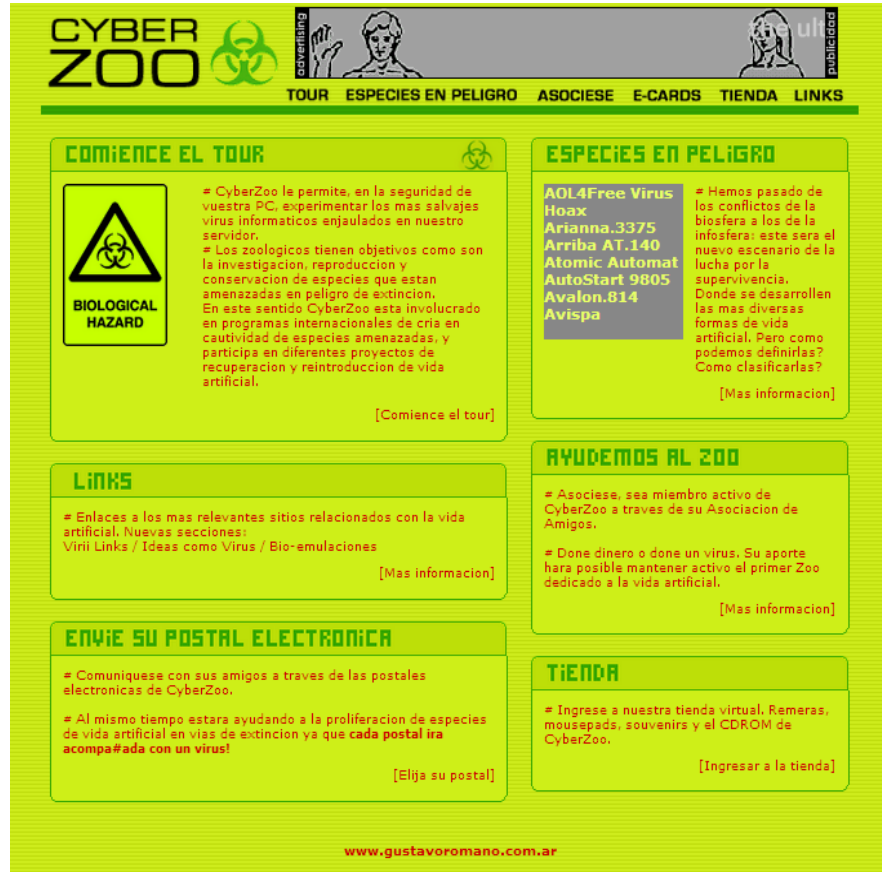 CYBER
ZOO
advertising
the ult
publicidad
TOUR ESPECIES EN PELIGRO ASOCIESE E-CARDS TIENDA LINKS
COMiENCE EL TOUR
BIOLOGICAL
HAZARD
# CyberZoo le permite, en la seguridad de
vuestra PC, experimentar los mas salvajes
virus informaticos enjaulados en nuestro
servidor.
# Los zoologicos tienen objetivos como son
la investigacion, reproduccion y
conservacion de especies que estan
amenazadas en peligro de extincion.
En este sentido CyberZoo esta involucrado
en programas internacionales de cria en
cautividad de especies amenazadas, y
participa en diferentes proyectos de
recuperacion y reintroduccion de vida
artificial.
[Comience el tour]
ESPECiES EN PELiGRO
AOL4Free Virus
Hoax
Arianna.3375
Arriba AT.140
Atomic Automat
AutoStart 9805
Avalon.814
Avispa
# Hemos pasado de
los conflictos de la
biosfera a los de la
infosfera: este sera el
nuevo escenario de la
lucha por la
supervivencia.
Donde se desarrollen
las mas diversas
formas de vida
artificial. Pero como
podemos definirlas?
Como clasificarlas?
[Mas informacion]
LiNKS
# Enlaces a los mas relevantes sitios relacionados con la vida
artificial. Nuevas secciones:
Virii Links / Ideas como Virus / Bio-emulaciones
[Mas informacion]
AYUDEMOS AL ZOO
# Asociese, sea miembro activo de
CyberZoo a traves de su Asociacion de
Amigos.
# Done dinero o done un virus. Su aporte
hara posible mantener activo el primer Zoo
dedicado a la vida artificial.
[Mas informacion]
ENViE SU POSTAL ELECTRONiCA
# Comuniquese con sus amigos a traves de las postales
electronicas de CyberZoo.
# Al mismo tiempo estara ayudando a la proliferacion de especies
de vida artificial en vias de extincion ya que cada postal ira
acompa#ada con un virus!
[Elija su postal]
TiENDA
# Ingrese a nuestra tienda virtual. Remeras,
mousepads, souvenirs y el CDROM de
CyberZoo.
[Ingresar a la tienda]
www.gustavoromano.com.ar